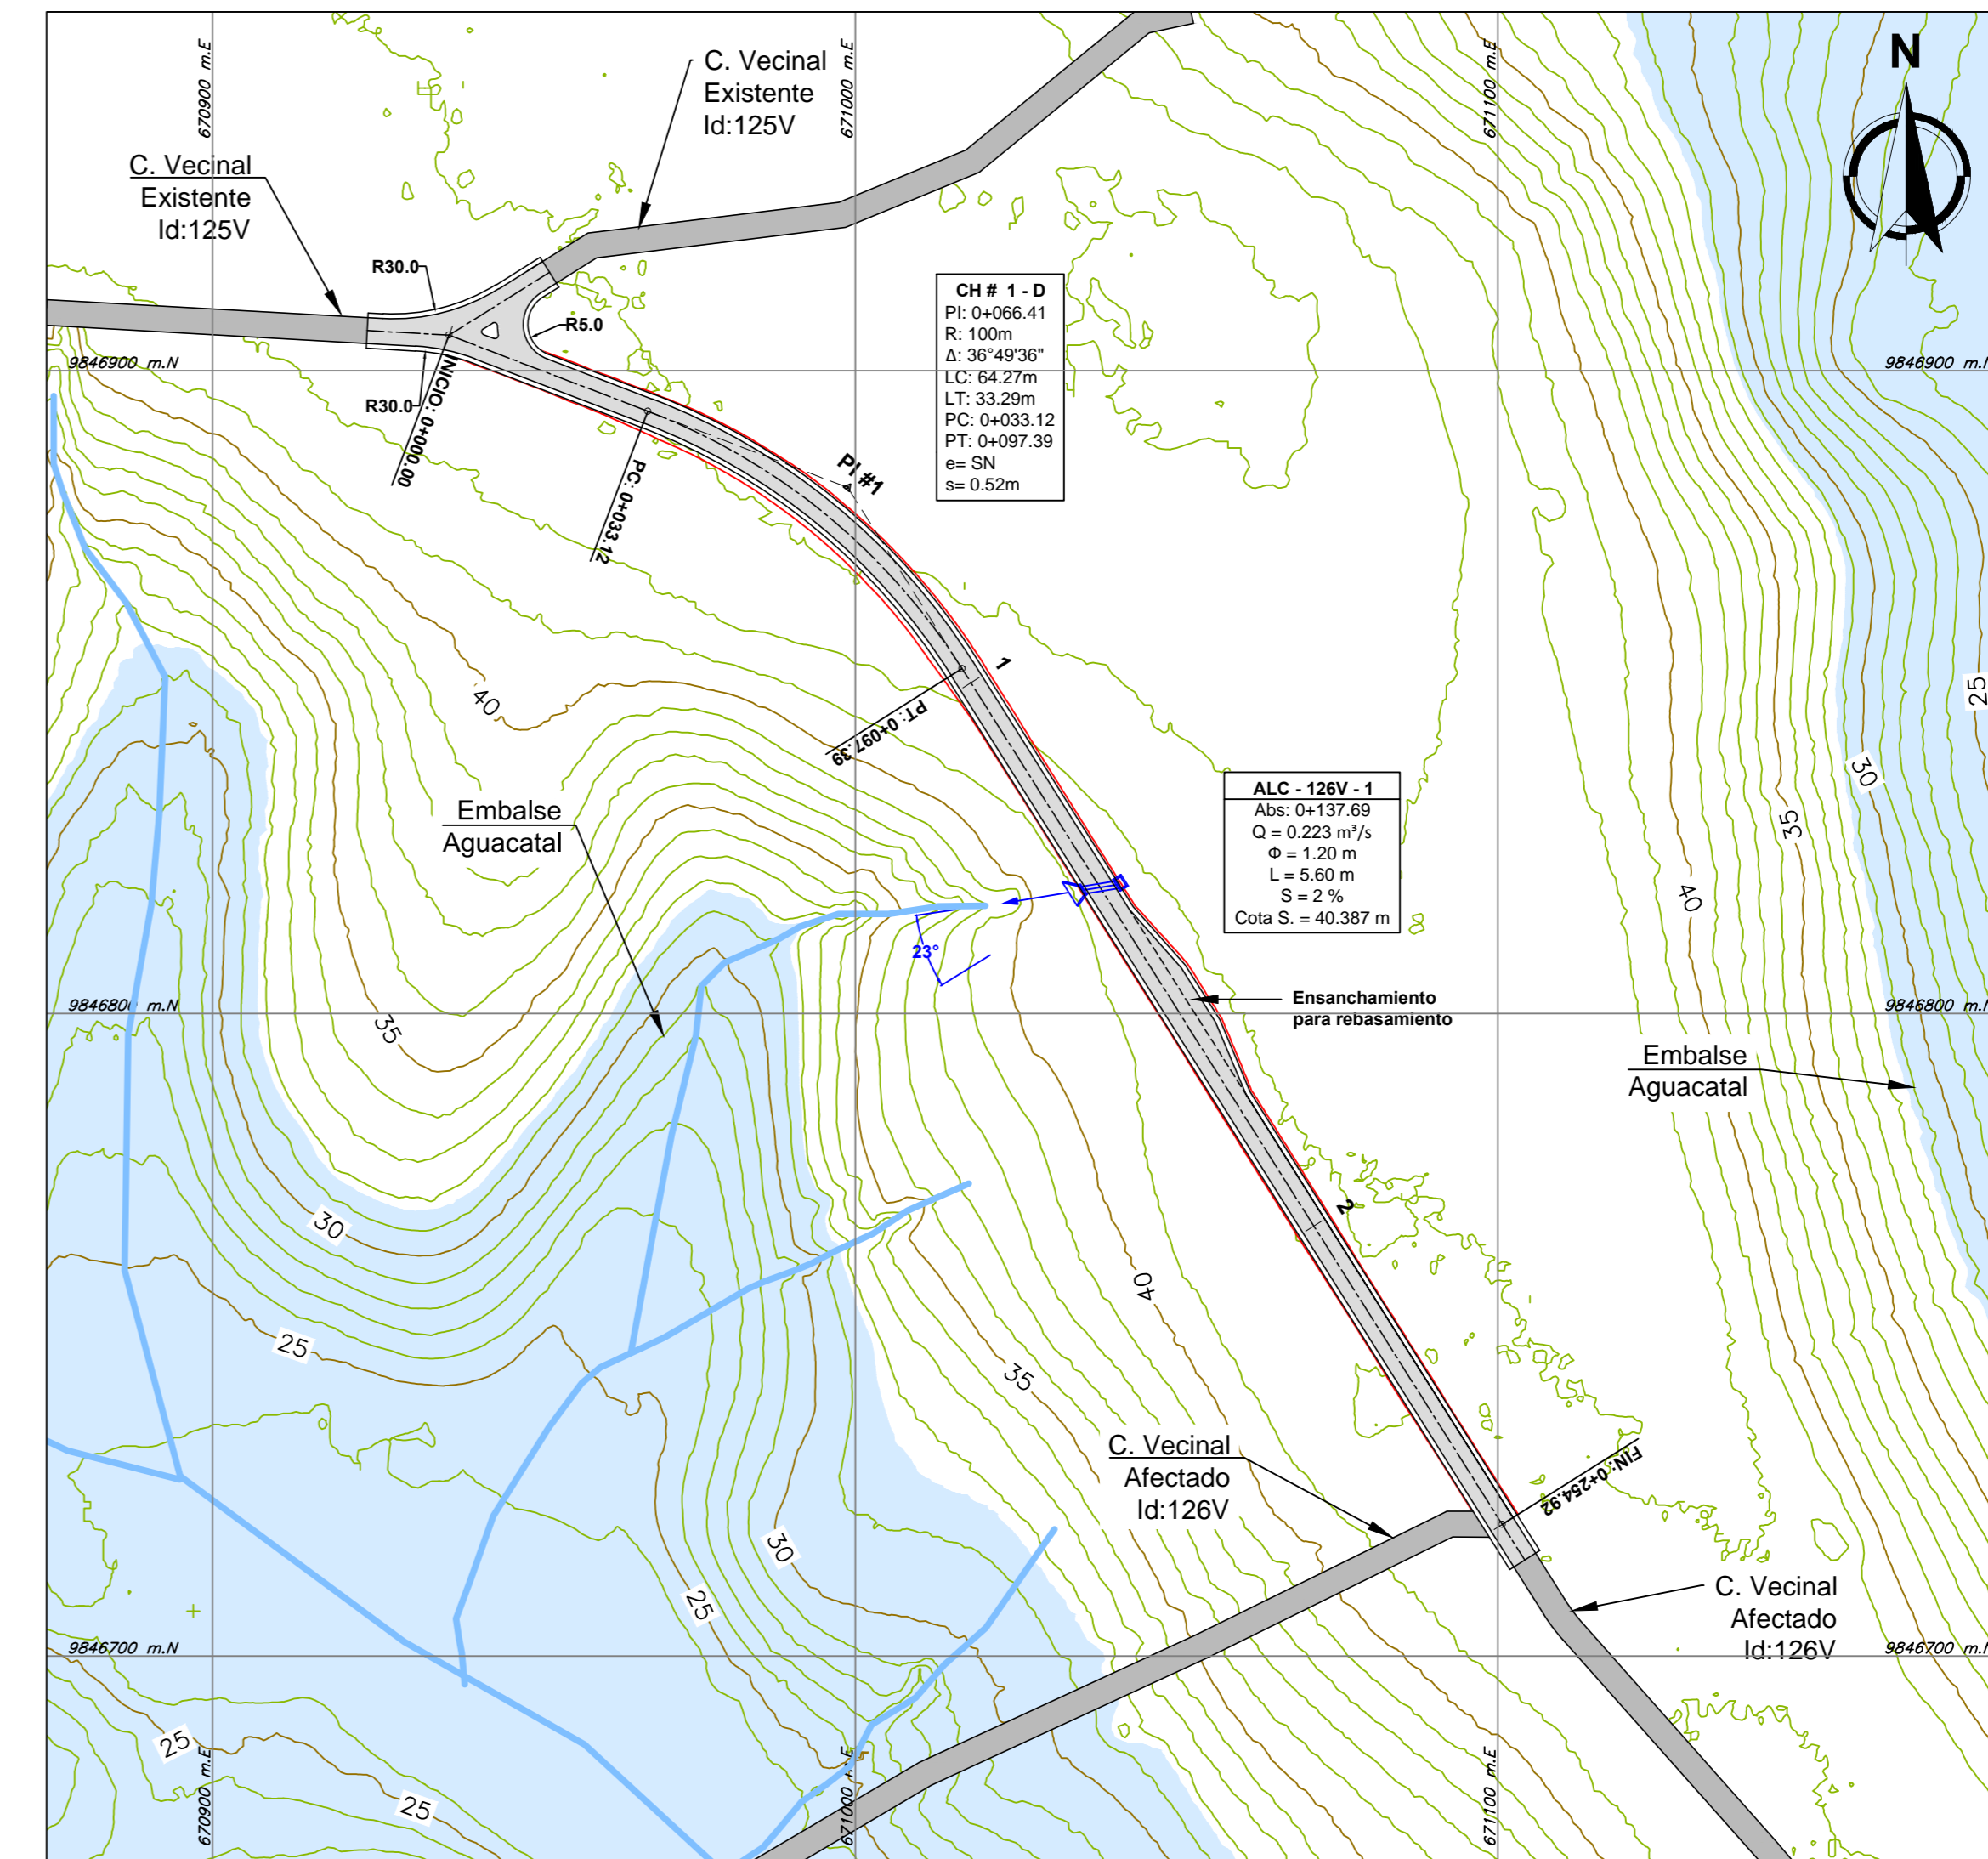 670900 m.E
671000 m.E
671100 m.E
N
C. Vecinal
Existente
Id:125V
C. Vecinal
Existente
Id:125V
R30.0
R5.0
R30.0
9846900 m.N
9846900 m.N
INICIO: 0+000.00
PC: 0+033.12
PI #1
CH # 1 - D
PI: 0+066.41
R: 100m
Δ: 36°49'36"
LC: 64.27m
LT: 33.29m
PC: 0+033.12
PT: 0+097.39
e= SN
s= 0.52m
1
PT: 0+097.39
40
25
30
35
40
Embalse
Aguacatal
ALC - 126V - 1
Abs: 0+137.69
Q = 0.223 m³/s
Φ = 1.20 m
L = 5.60 m
S = 2 %
Cota S. = 40.387 m
23°
Ensanchamiento
para rebasamiento
9846800 m.N
9846800 m.N
35
Embalse
Aguacatal
2
30
40
25
35
C. Vecinal
Afectado
Id:126V
FIN: 0+254.92
30
25
C. Vecinal
Afectado
Id:126V
9846700 m.N
9846700 m.N
25
25
670900 m.E
671000 m.E
671100 m.E